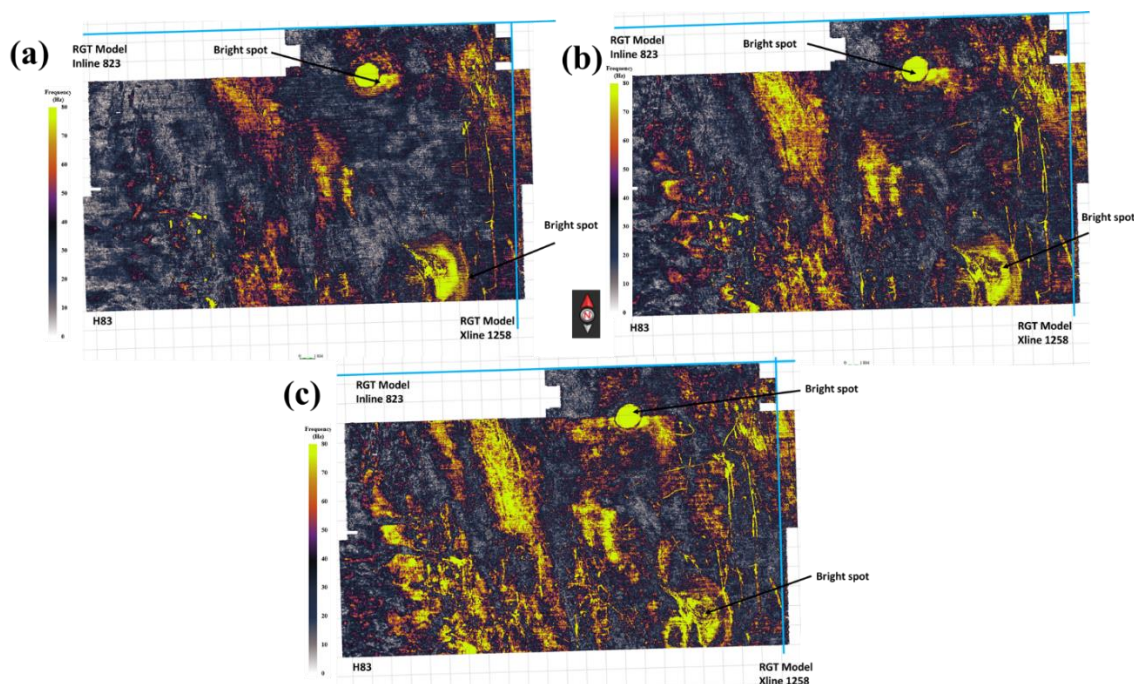 (a)
RGT Model
Inline 823
Bright spot
Frequency
(Hz)
80
70
60
50
40
30
20
10
0
Bright spot
H83
RGT Model
Xline 1258
(b)
RGT Model
Inline 823
Bright spot
Frequency
(Hz)
80
70
60
50
40
30
20
10
0
Bright spot
H83
RGT Model
Xline 1258
N
(c)
RGT Model
Inline 823
Bright spot
Frequency
(Hz)
80
70
60
50
40
30
20
10
0
Bright spot
H83
RGT Model
Xline 1258